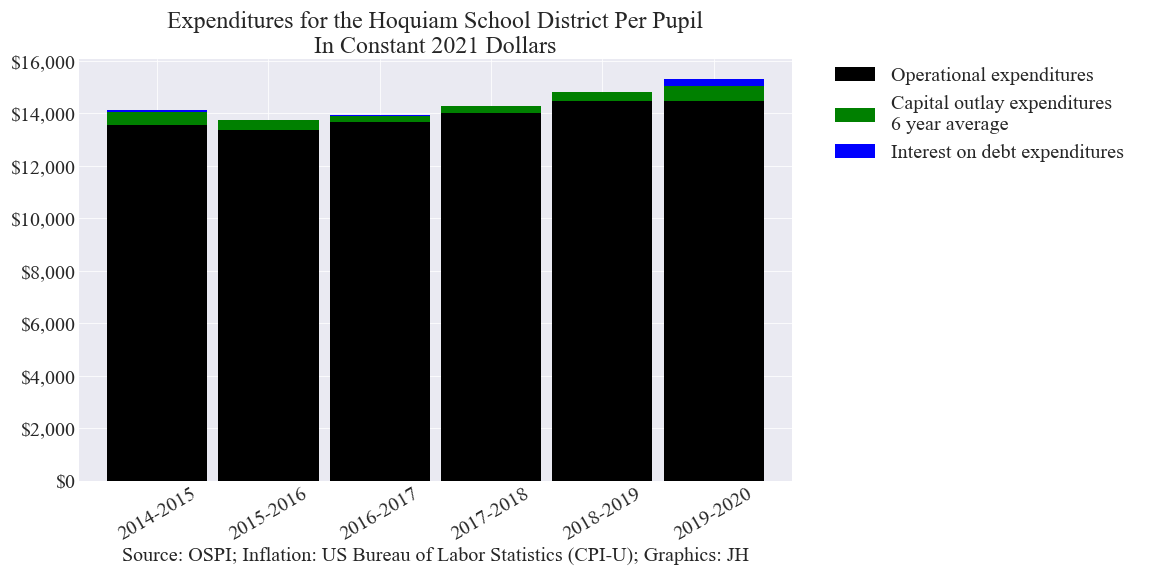 Expenditures for the Hoquiam School District Per Pupil
In Constant 2021 Dollars
$16,000
$14,000
$12,000
$10,000
$8,000
$6,000
$4,000
$2,000
$0
2014-2015
2015-2016
2016-2017
2017-2018
2018-2019
2019-2020
Source: OSPI; Inflation: US Bureau of Labor Statistics (CPI-U); Graphics: JH
Operational expenditures
Capital outlay expenditures
6 year average
Interest on debt expenditures